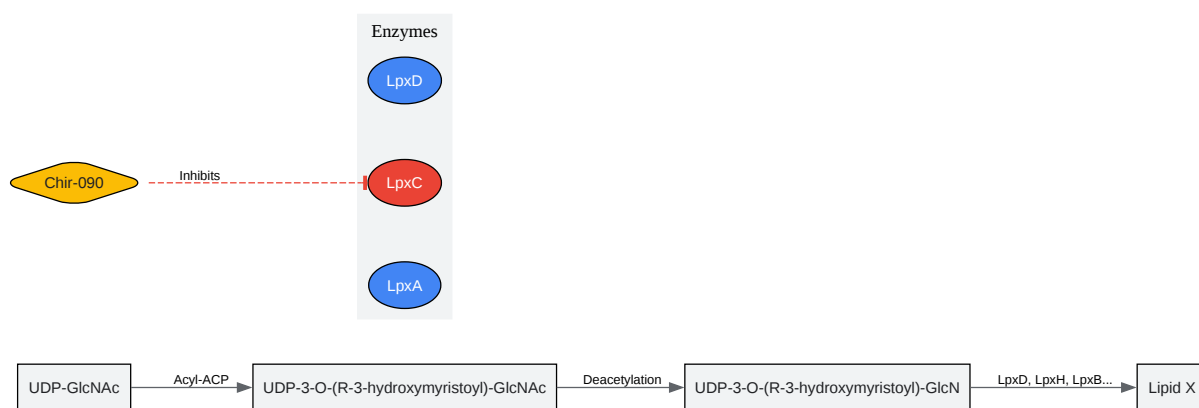 Enzymes
LpxD
Chir-090
Inhibits
LpxC
LpxA
UDP-GlcNAc
Acyl-ACP
UDP-3-O-(R-3-hydroxymyristoyl)-GlcNAc
Deacetylation
UDP-3-O-(R-3-hydroxymyristoyl)-GlcN
LpxD, LpxH, LpxB...
Lipid X